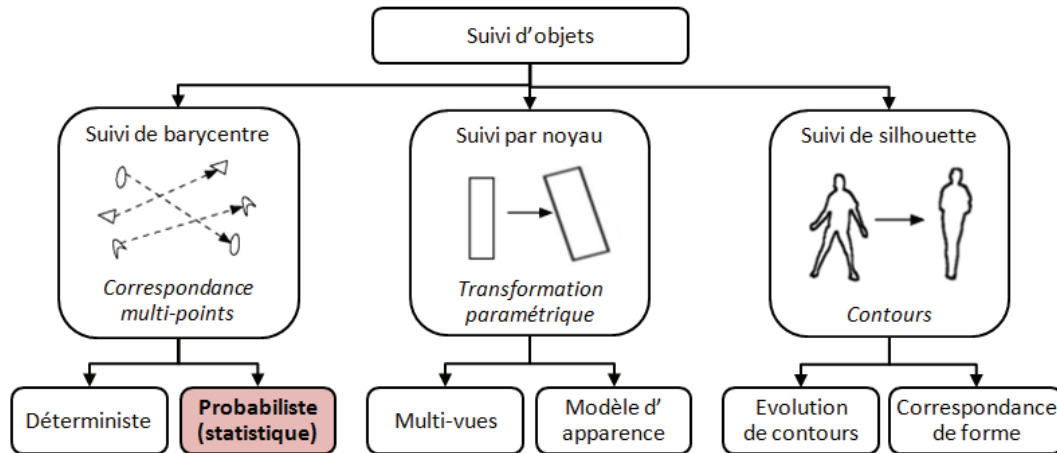 Suivi d’objets
Suivi de barycentre
Correspondance
multi-points
Suivi par noyau
Transformation
paramétrique
Suivi de silhouette
Contours
Déterministe
Probabiliste
(statistique)
Multi-vues
Modèle d’
apparence
Evolution
de contours
Correspondance
de forme